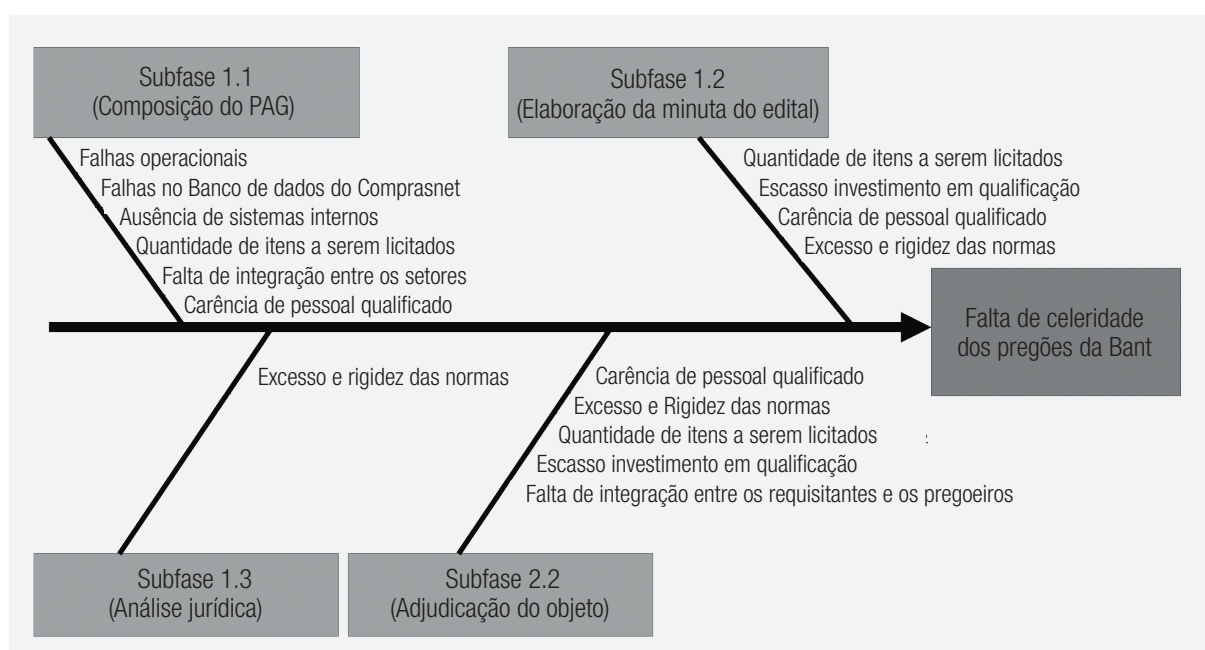 Subfase 1.1
(Composição do PAG)
Falhas operacionais
Falhas no Banco de dados do Comprasnet
Ausência de sistemas internos
Quantidade de itens a serem licitados
Falta de integração entre os setores
Carência de pessoal qualificado
Subfase 1.2
(Elaboração da minuta do edital)
Quantidade de itens a serem licitados
Escasso investimento em qualificação
Carência de pessoal qualificado
Excesso e rigidez das normas
Falta de celeridade
dos pregões da Bant
Excesso e rigidez das normas
Subfase 1.3
(Análise jurídica)
Carência de pessoal qualificado
Excesso e Rigidez das normas
Quantidade de itens a serem licitados
Escasso investimento em qualificação
Falta de integração entre os requisitantes e os pregoeiros
Subfase 2.2
(Adjudicação do objeto)